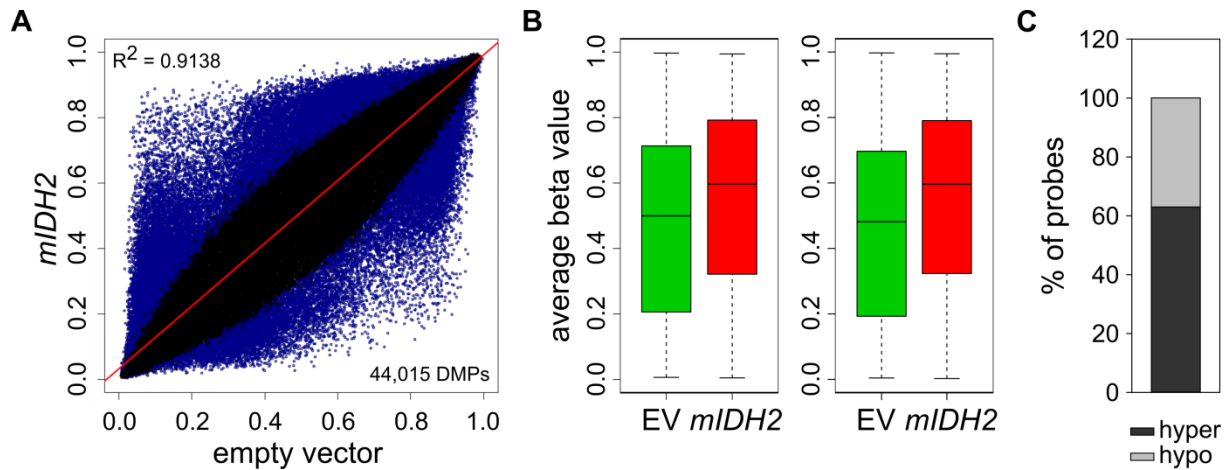 A
R2 = 0.9138
mIDH2
1.0
0.8
0.6
0.4
0.2
0.0
44,015 DMPs
0.0 0.2 0.4 0.6 0.8 1.0
empty vector
B
average beta value
1.0
0.8
0.6
0.4
0.2
0.0
EV mIDH2
1.0
0.8
0.6
0.4
0.2
0.0
EV mIDH2
C
% of probes
120
100
80
60
40
20
0
hyper
hypo